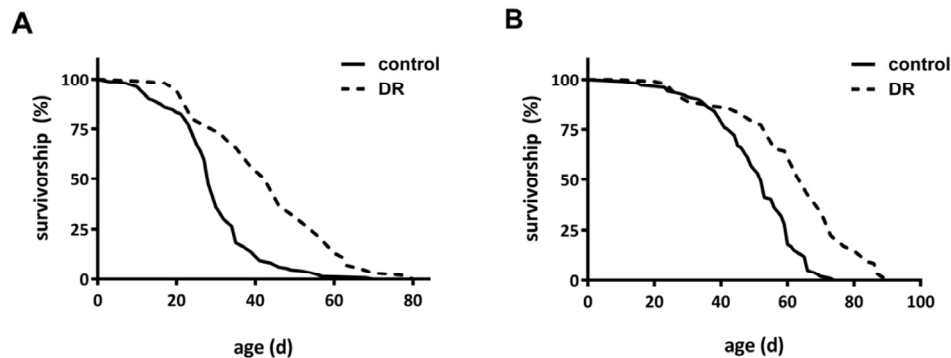 A
control
DR
survivorship (%)
100
75
50
25
0
0 20 40 60 80
age (d)
B
control
DR
survivorship (%)
100
75
50
25
0
0 20 40 60 80 100
age (d)